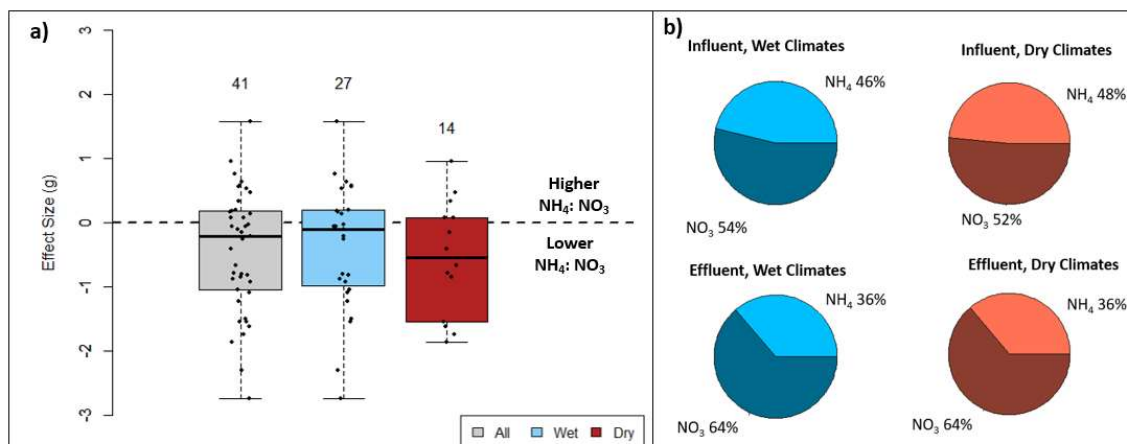 a)
3
2
1
0
-1
-2
-3
Effect Size (g)
41
27
14
Higher
NH₄: NO₃
Lower
NH₄: NO₃
All Wet Dry
b)
Influent, Wet Climates
NH₄ 46%
NO₃ 54%
Influent, Dry Climates
NH₄ 48%
NO₃ 52%
Effluent, Wet Climates
NH₄ 36%
NO₃ 64%
Effluent, Dry Climates
NH₄ 36%
NO₃ 64%